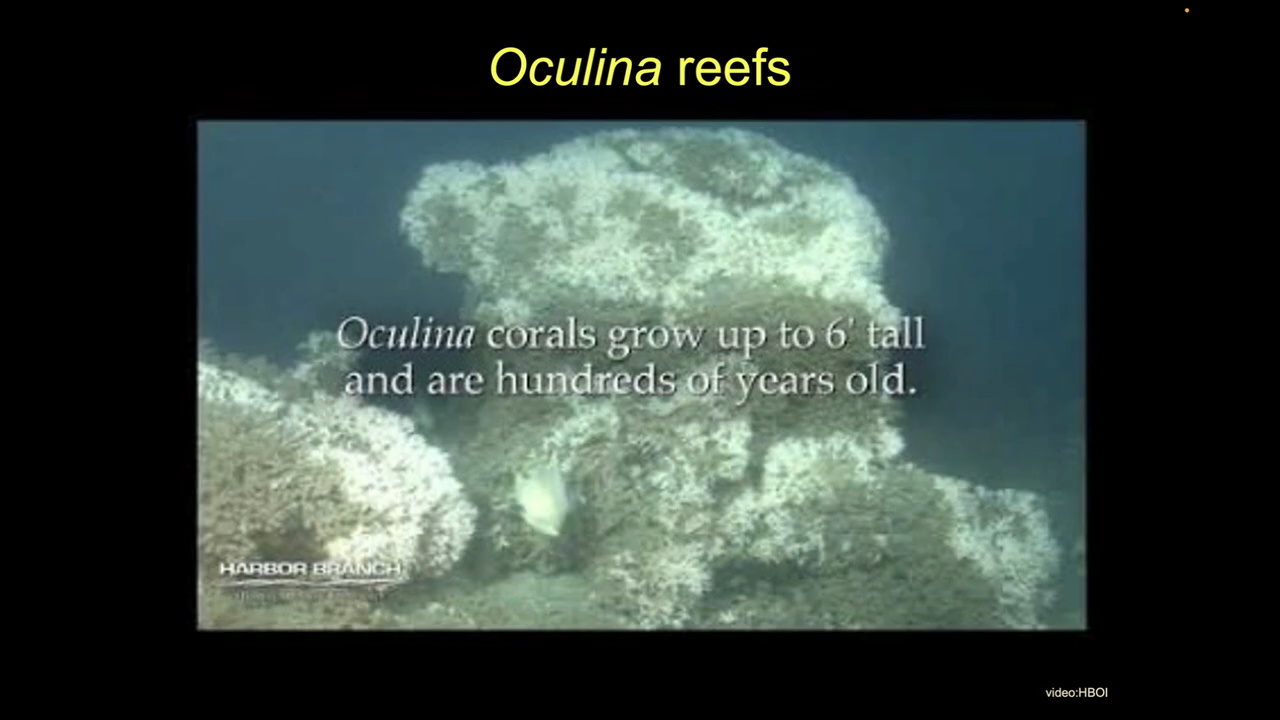 Oculina reefs
Oculina corals grow up to 6' tall
and are hundreds of years old.
HARBOR BRANCH
video:HBOI